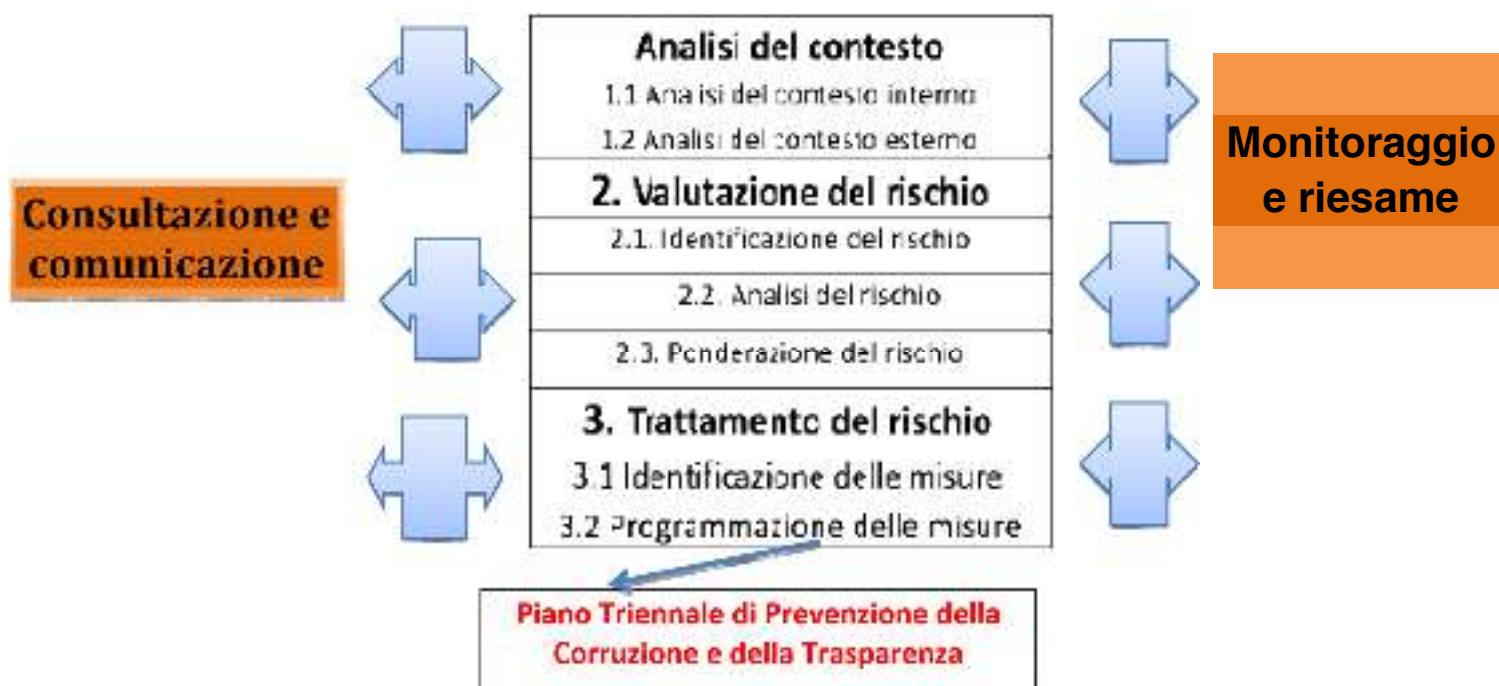 Analisi del contesto
1.1 Analisi del contesto interno
1.2 Analisi del contesto esterno
2. Valutazione del rischio
2.1. Identificazione del rischio
2.2. Analisi del rischio
2.3. Ponderazione del rischio
3. Trattamento del rischio
3.1 Identificazione delle misure
3.2 Programmazione delle misure
Consultazione e
comunicazione
Monitoraggio
e riesame
Piano Triennale di Prevenzione della
Corruzione e della Trasparenza